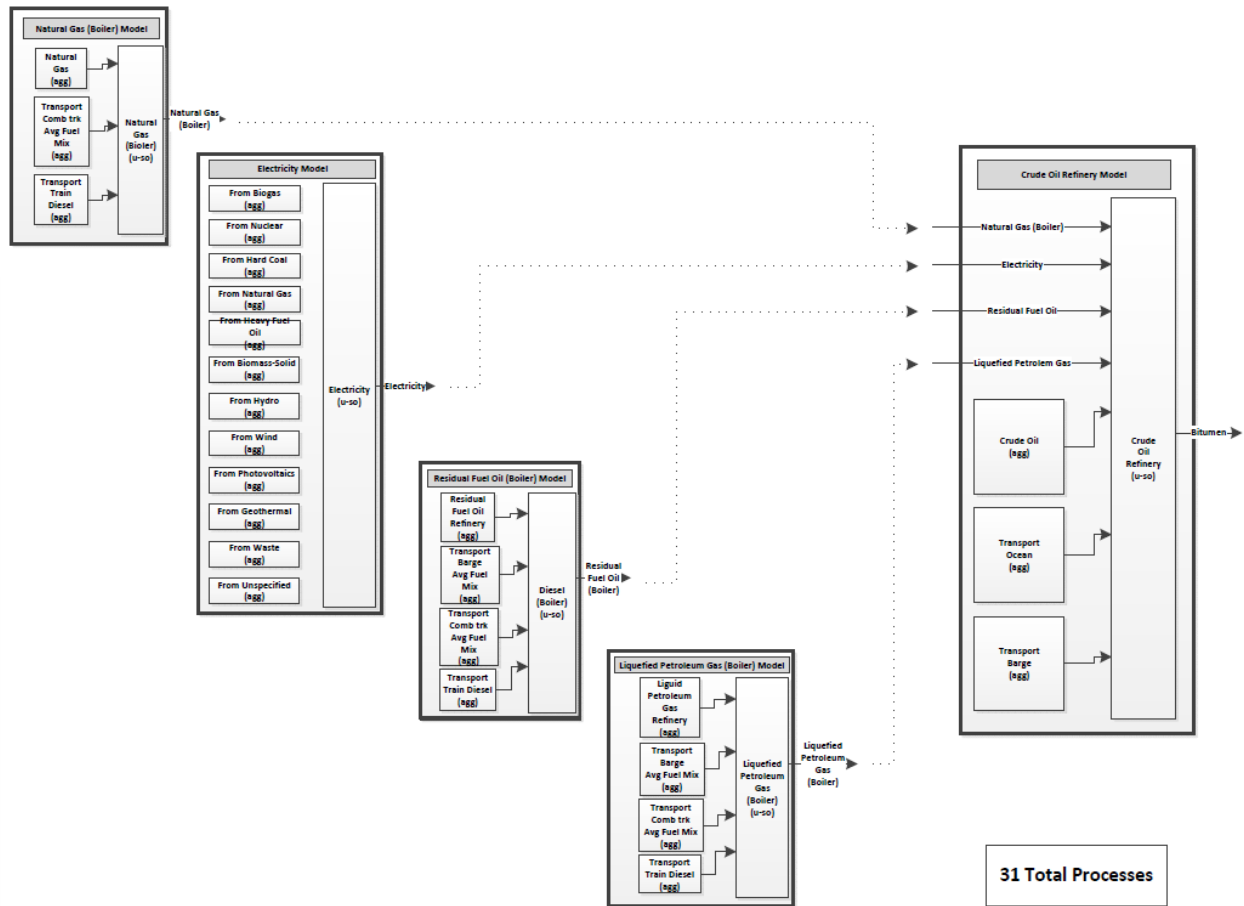 Natural Gas (Boiler) Model
Natural
Gas
(agg)
Transport
Comb trk
Avg Fuel
Mix
(agg)
Transport
Train
Diesel
(agg)
Natural
Gas
(Bioler)
(u-so)
Natural Gas
(Boiler)
Electricity Model
From Biogas
(agg)
From Nuclear
(agg)
From Hard Coal
(agg)
From Natural Gas
(agg)
From Heavy Fuel
Oil
(agg)
From Biomass-Solid
(agg)
From Hydro
(agg)
From Wind
(agg)
From Photovoltaics
(agg)
From Geothermal
(agg)
From Waste
(agg)
From Unspecified
(agg)
Electricity
(u-so)
Electricity
Residual Fuel Oil (Boiler) Model
Residual
Fuel Oil
Refinery
(agg)
Transport
Barge
Avg Fuel
Mix
(agg)
Transport
Comb trk
Avg Fuel
Mix
(agg)
Transport
Train Diesel
(agg)
Diesel
(Boiler)
(u-so)
Residual
Fuel Oil
(Boiler)
Liquefied Petroleum Gas (Boiler) Model
Liguid
Petroleum
Gas
Refinery
(agg)
Transport
Barge
Avg Fuel Mix
(agg)
Transport
Comb trk
Avg Fuel Mix
(agg)
Transport
Train Diesel
(agg)
Liquefied
Petroleum
Gas
(Boiler)
(u-so)
Liquefied
Petroleum
Gas
(Boiler)
Crude Oil Refinery Model
Natural Gas (Boiler)
Electricity
Residual Fuel Oil
Liquefied Petrolem Gas
Crude Oil
(agg)
Transport
Ocean
(agg)
Transport
Barge
(agg)
Crude
Oil
Refinery
(u-so)
Bitumen
31 Total Processes